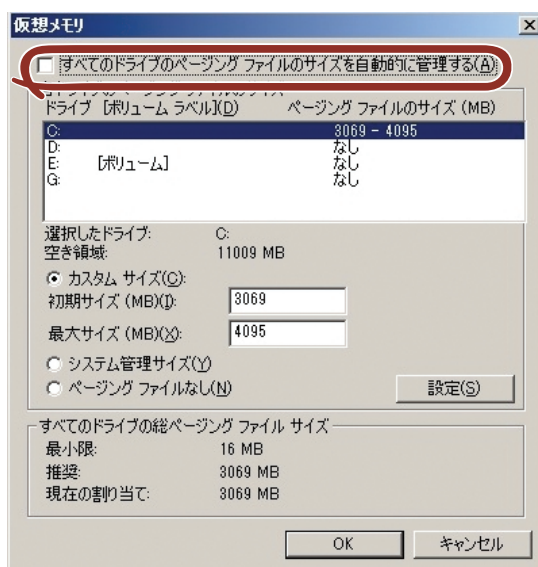 仮想メモリ
すべてのドライブのページング ファイルのサイズを自動的に管理する(A)
ドライブ [ボリューム ラベル](D) ページング ファイルのサイズ (MB)
C: 3069 - 4095
D: なし
E: [ボリューム] なし
G: なし
選択したドライブ: C:
空き領域: 11009 MB
カスタム サイズ(C):
初期サイズ (MB)(I): 3069
最大サイズ (MB)(X): 4095
システム管理サイズ(Y)
ページング ファイルなし(N) 設定(S)
すべてのドライブの総ページング ファイル サイズ
最小限: 16 MB
推奨: 3069 MB
現在の割り当て: 3069 MB
OK キャンセル